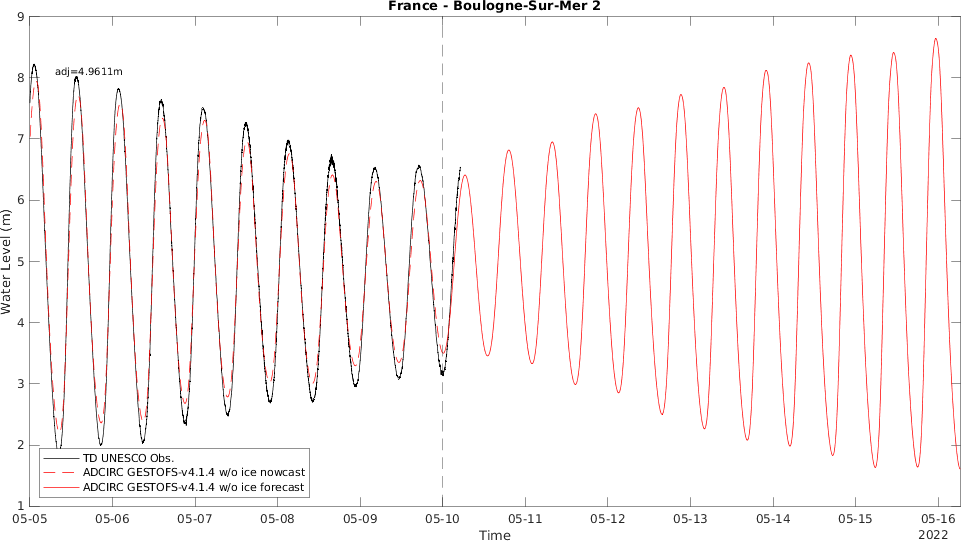 France - Boulogne-Sur-Mer 2
adj=4.9611m
9
8
7
6
5
4
3
2
1
Water Level (m)
TD UNESCO Obs.
ADCIRC GESTOFS-v4.1.4 w/o ice nowcast
ADCIRC GESTOFS-v4.1.4 w/o ice forecast
05-05 05-06 05-07 05-08 05-09 05-10 05-11 05-12 05-13 05-14 05-15 05-16
Time
2022